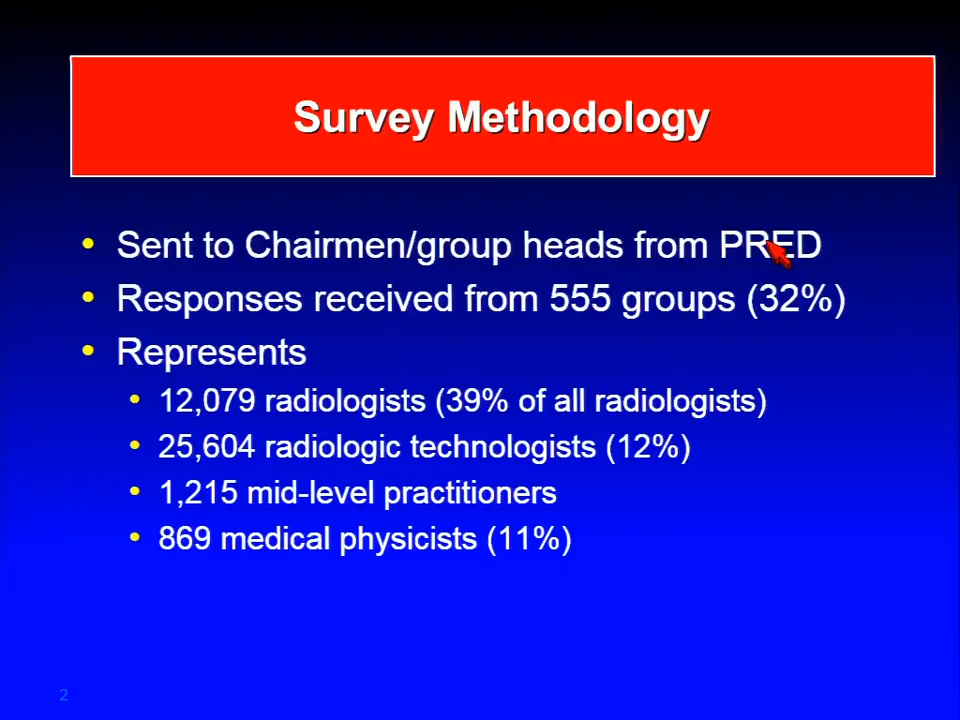 Survey Methodology
• Sent to Chairmen/group heads from PRED
• Responses received from 555 groups (32%)
• Represents
• 12,079 radiologists (39% of all radiologists)
• 25,604 radiologic technologists (12%)
• 1,215 mid-level practitioners
• 869 medical physicists (11%)
2